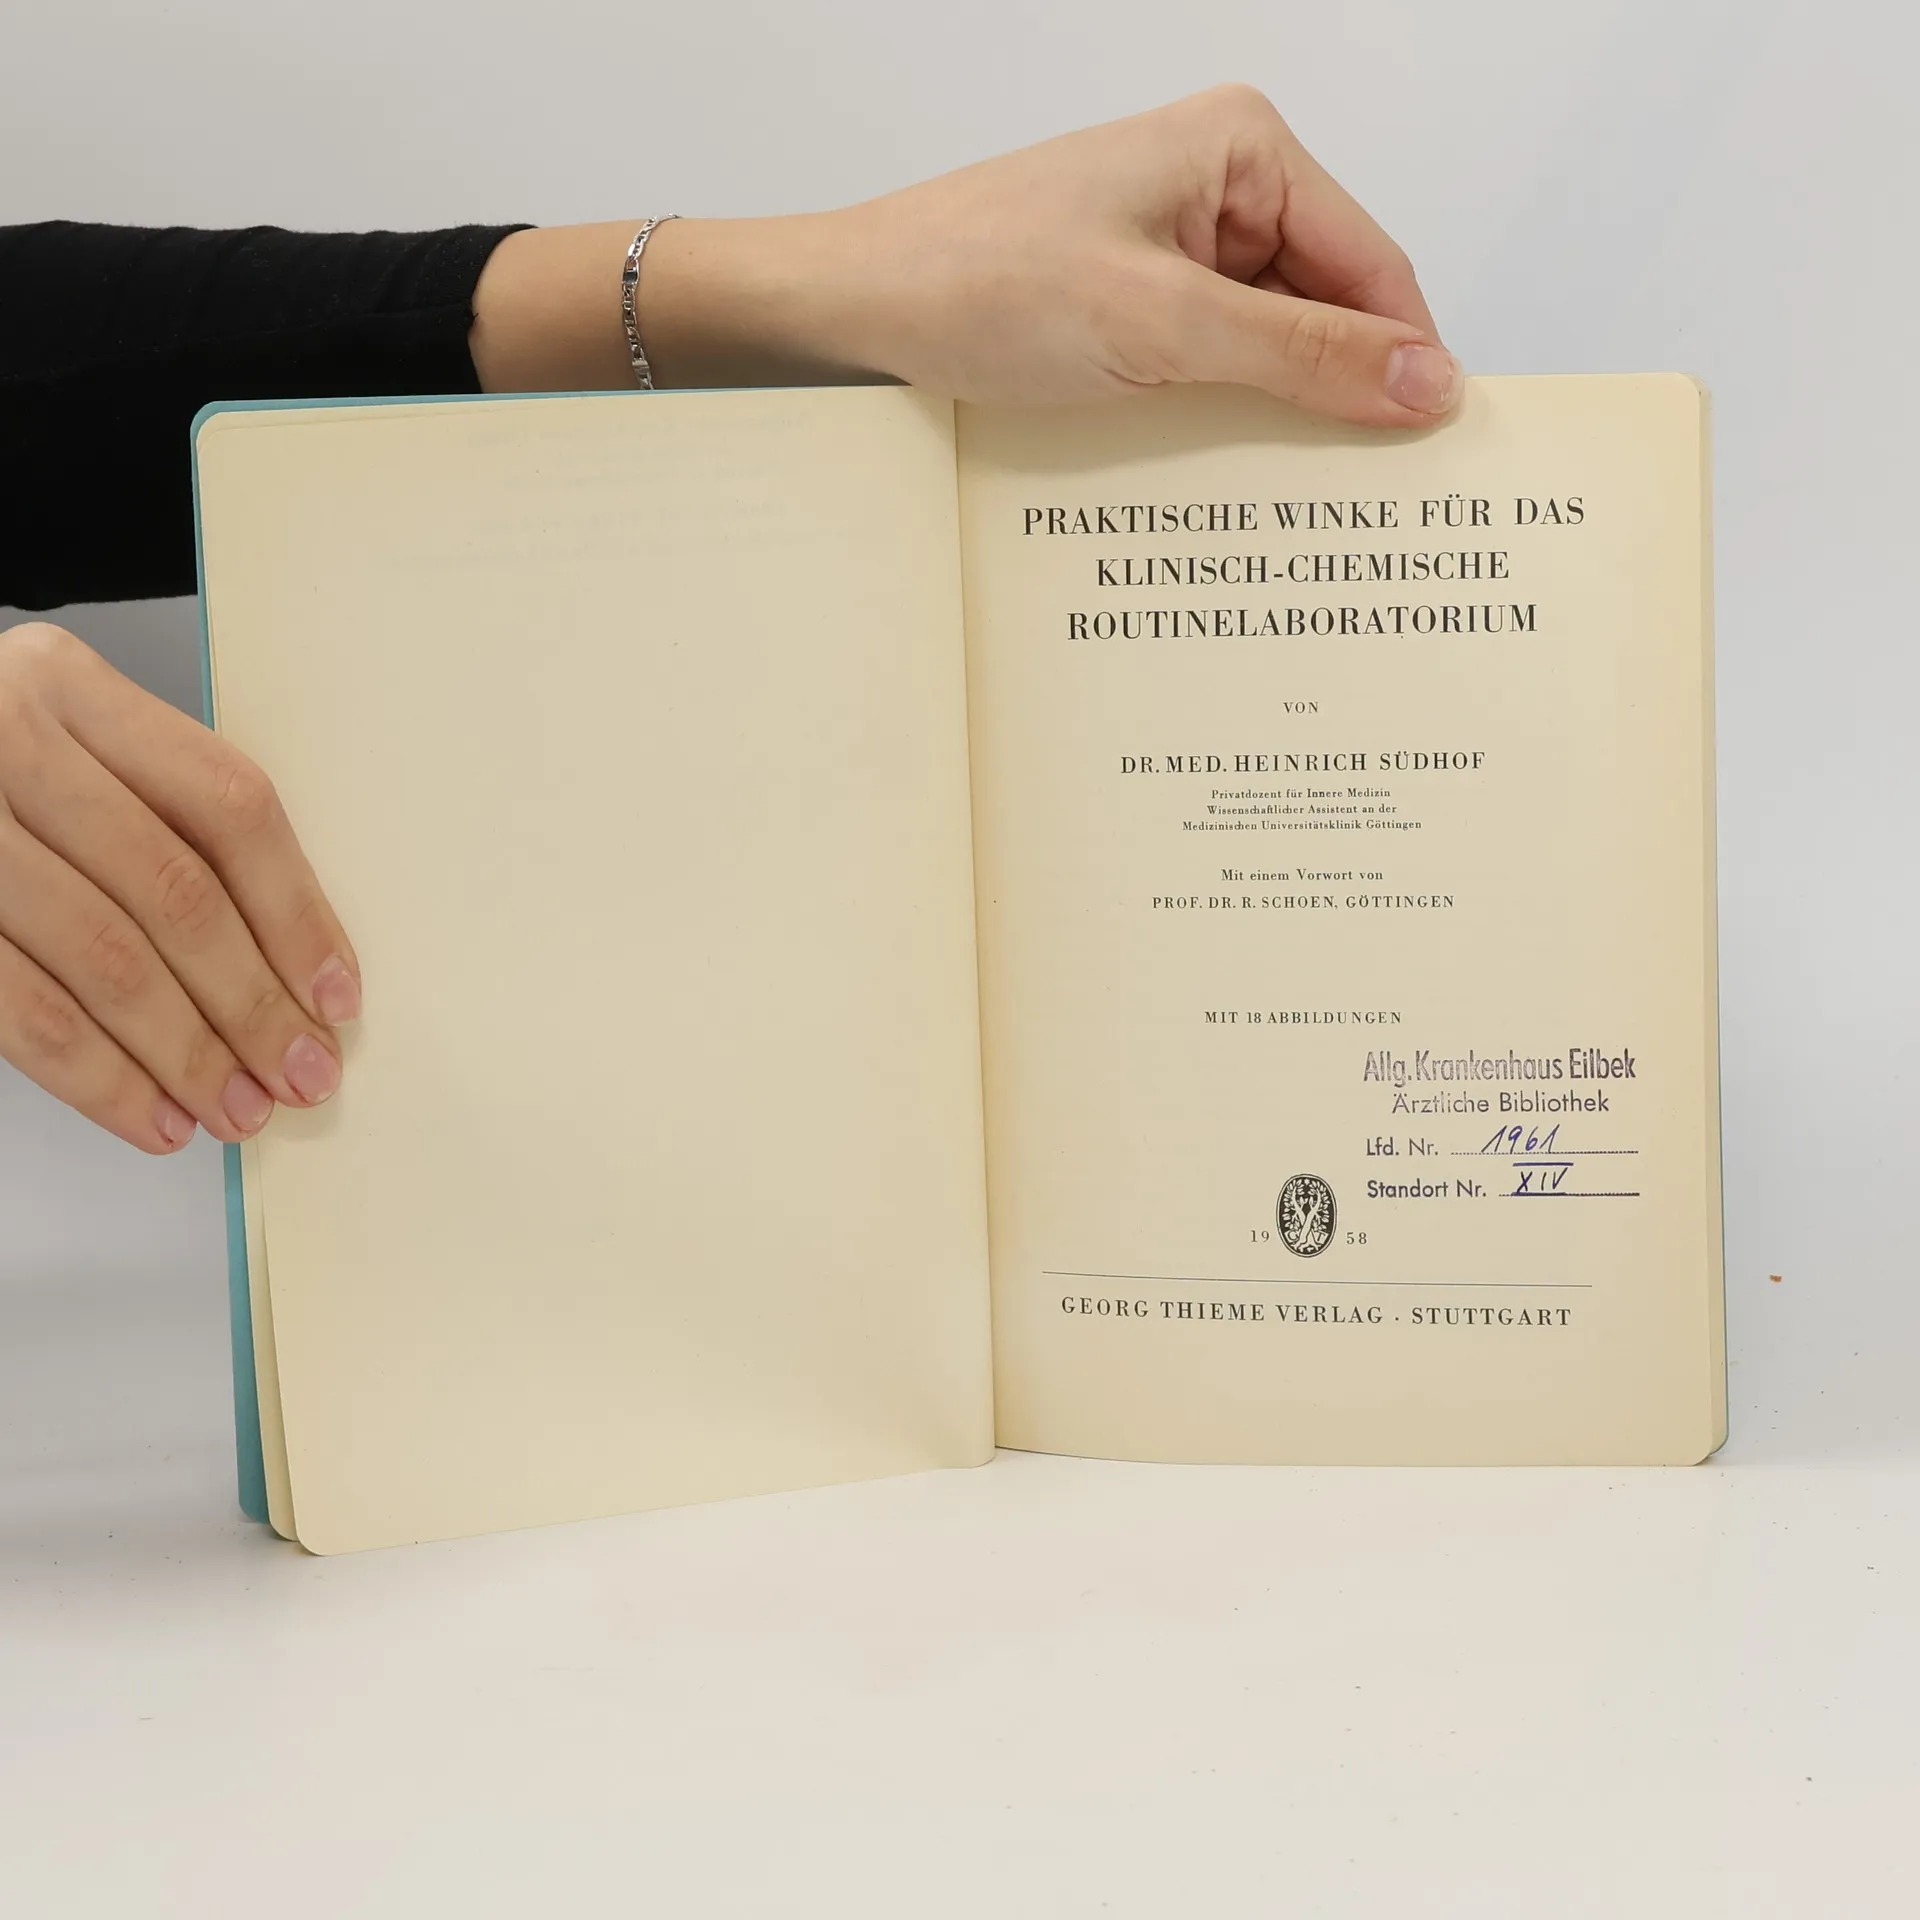 PRAKTISCHE WINKE FÜR DAS
KLINISCH-CHEMISCHE
ROUTINELABORATORIUM
VON
DR. MED. HEINRICH SÜDHOF
Privatdozent für Innere Medizin
Wissenschaftlicher Assistent an der
Medizinischen Universitätsklinik Göttingen
Mit einem Vorwort von
PROF. DR. R. SCHOEN, GÖTTINGEN
MIT 18 ABBILDUNGEN
Allg. Krankenhaus Eilbek
Ärztliche Bibliothek
Lfd. Nr. 1961
Standort Nr. XIV
19 58
GEORG THIEME VERLAG · STUTTGART